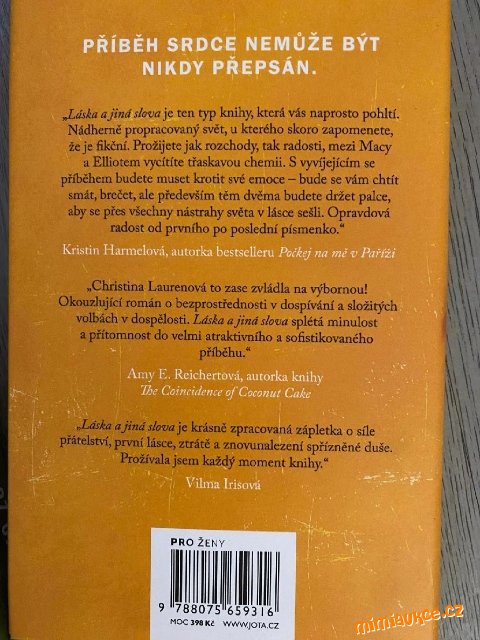 PŘÍBĚH SRDCE NEMŮŽE BÝT
NIKDY PŘEPSÁN.
„Láska a jiná slova je ten typ knihy, která vás naprosto pohltí.
Nádherně propracovaný svět, u kterého skoro zapomenete,
že je fikční. Prožijete jak rozchody, tak radosti, mezi Macy
a Elliotem vycítíte třaskavou chemii. S vyvíjejícím se
příběhem budete muset krotit své emoce – bude se vám chtít
smát, brečet, ale především těm dvěma budete držet palce,
aby se přes všechny nástrahy světa v lásce sešli. Opravdová
radost od prvního po poslední písmenko.“
Kristin Harmelová, autorka bestselleru Počkej na mě v Paříži
„Christina Laurenová to zase zvládla na výbornou!
Okouzlující román o bezprostřednosti v dospívání a složitých
volbách v dospělosti. Láska a jiná slova splétá minulost
a přítomnost do velmi atraktivního a sofistikovaného
příběhu.“
Amy E. Reichertová, autorka knihy
The Coincidence of Coconut Cake
„Láska a jiná slova je krásně zpracovaná zápletka o síle
přátelství, první lásce, ztrátě a znovunalezení spřízněné duše.
Prožívala jsem každý moment knihy.“
Vilma Irisová
PRO ŽENY
9 788075 659316
MOC 398 Kč / WWW.JOTA.CZ
mimiaukce.cz